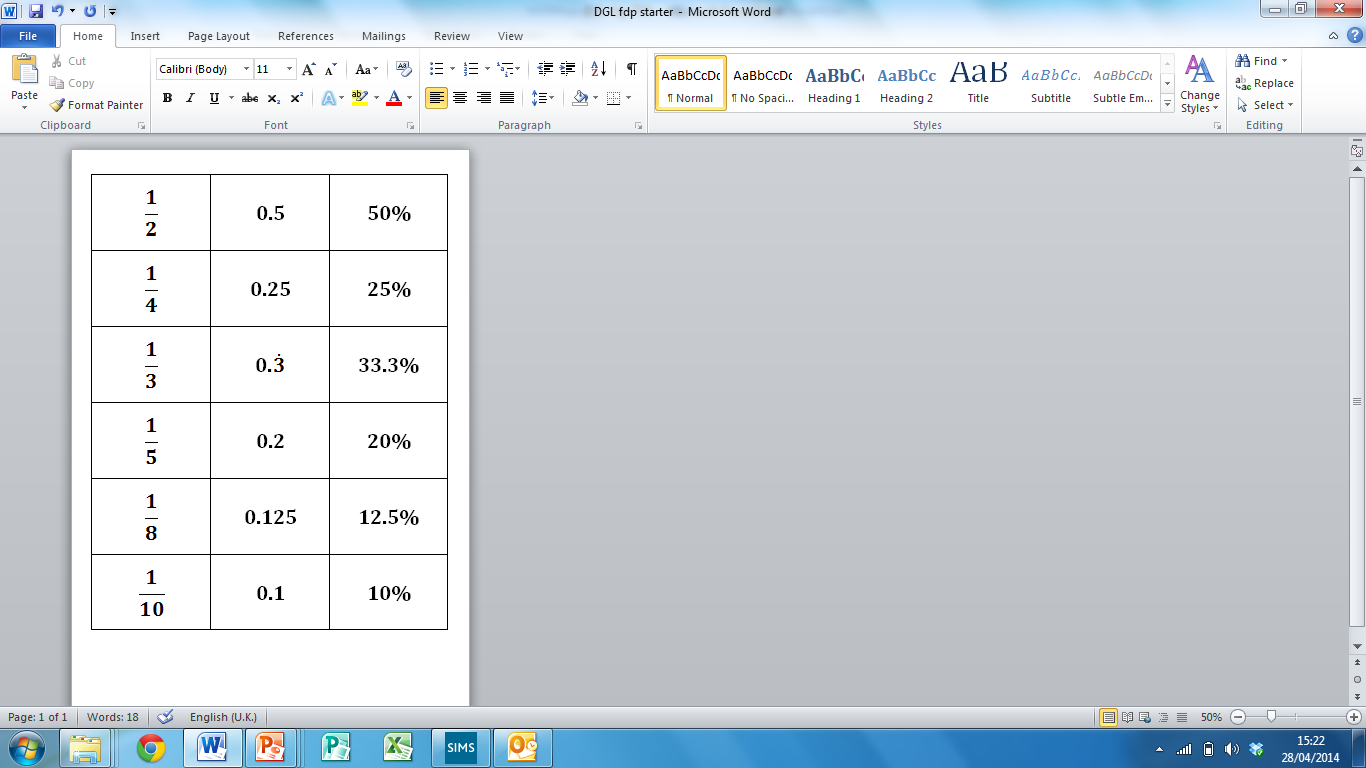 DGL fdp starter - Microsoft Word
File Home Insert Page Layout References Mailings Review View
Paste
Cut
Copy
Format Painter
Clipboard
Calibri (Body) 11
Font
Paragraph
AaBbCcDc AaBbCcDc AaBbCc AaBbCc AaB AaBbCc. AaBbCcDc
¶ Normal ¶ No Spaci... Heading 1 Heading 2 Title Subtitle Subtle Em...
Styles
Change Styles
Find
Replace
Select
Editing
1/2 0.5 50%
1/4 0.25 25%
1/3 0.3̇ 33.3%
1/5 0.2 20%
1/8 0.125 12.5%
1/10 0.1 10%
Page: 1 of 1 Words: 18 English (U.K.) 50%
SIMS
15:22
28/04/2014